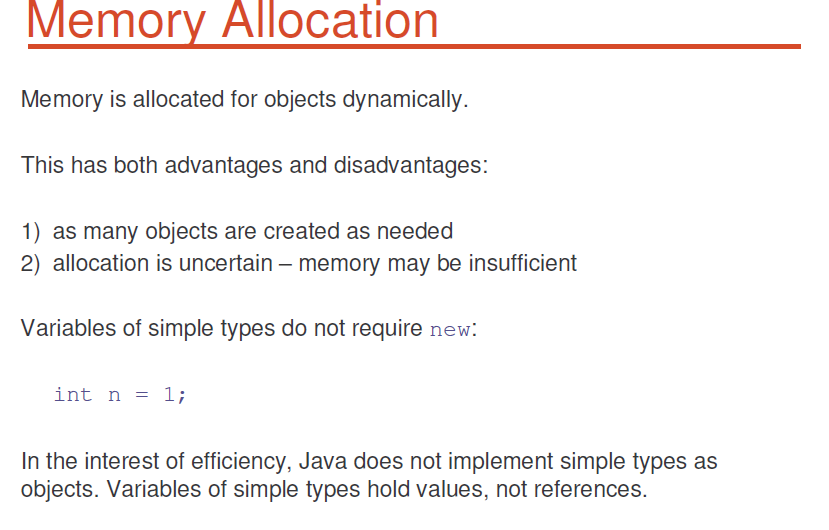 Memory Allocation
Memory is allocated for objects dynamically.
This has both advantages and disadvantages:
1) as many objects are created as needed
2) allocation is uncertain – memory may be insufficient
Variables of simple types do not require new:
int n = 1;
In the interest of efficiency, Java does not implement simple types as
objects. Variables of simple types hold values, not references.